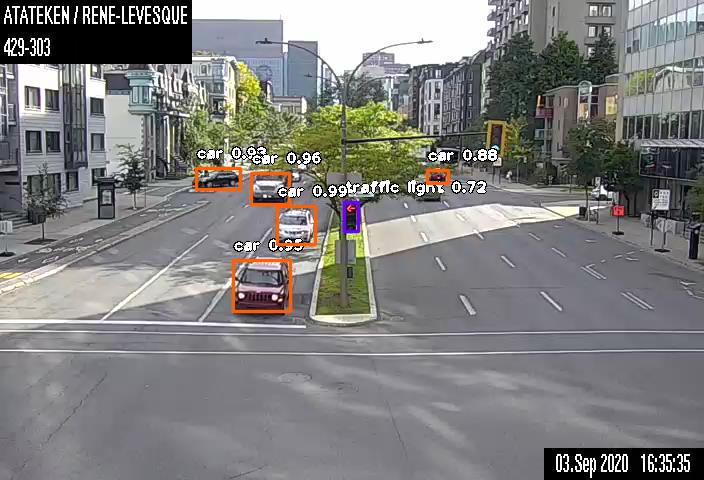 ATATEKEN / RENE-LEVESQUE
429-303
car 0.93
car 0.96
car 0.88
car 0.99
traffic light 0.72
car 0.95
03.Sep 2020 16:35:35